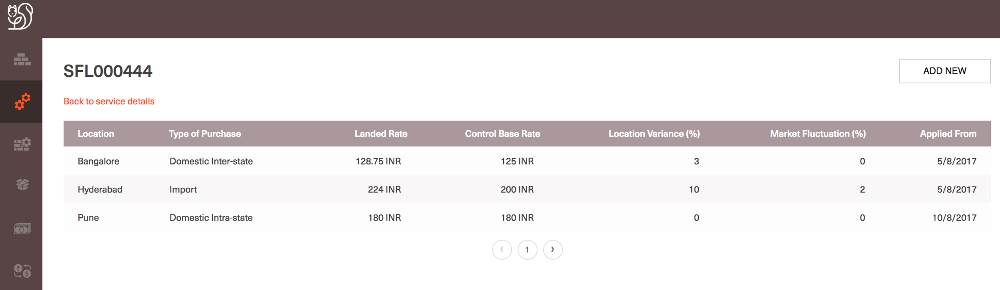 SFL000444
ADD NEW
Back to service details
Location Type of Purchase Landed Rate Control Base Rate Location Variance (%) Market Fluctuation (%) Applied From
Bangalore Domestic Inter-state 128.75 INR 125 INR 3 0 5/8/2017
Hyderabad Import 224 INR 200 INR 10 2 5/8/2017
Pune Domestic Intra-state 180 INR 180 INR 0 0 10/8/2017
‹ 1 ›